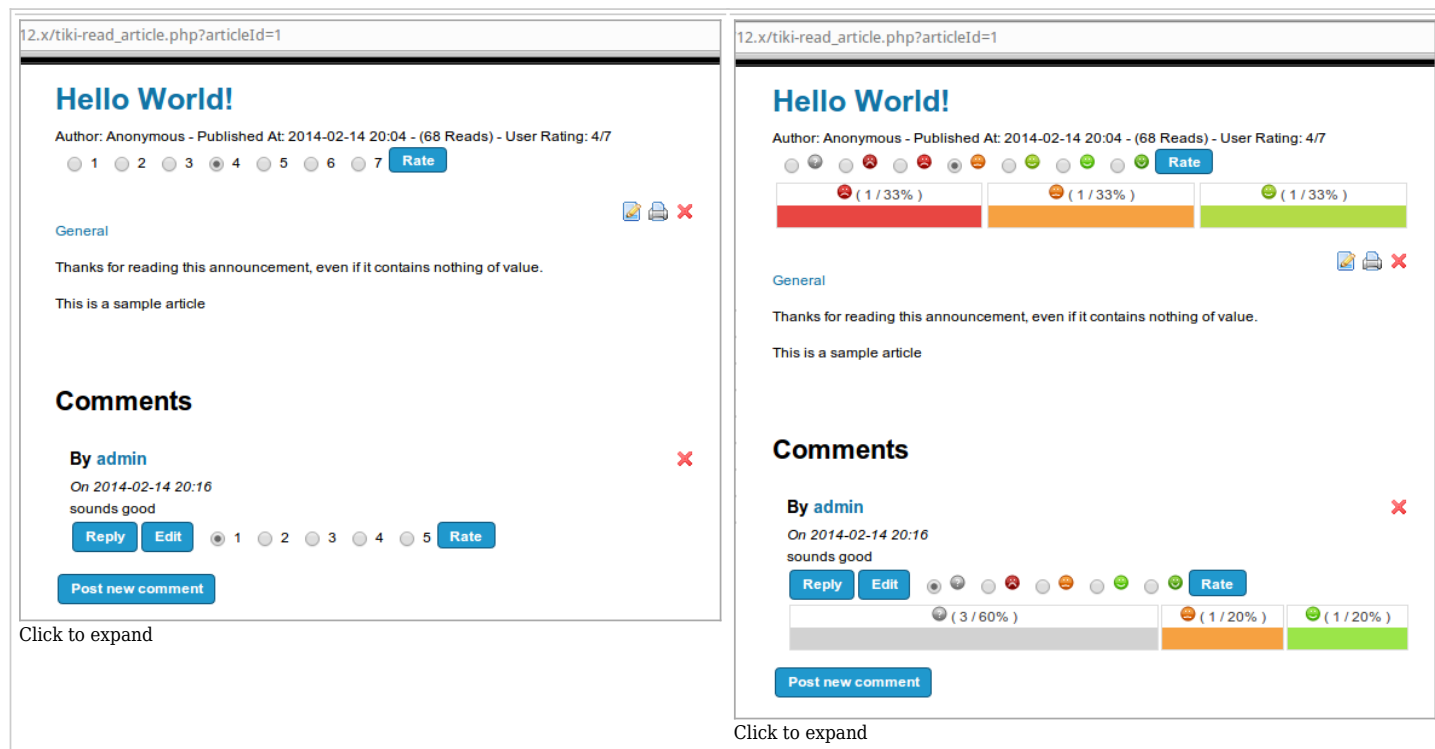 12.x/tiki-read_article.php?articleId=1
Hello World!
Author: Anonymous - Published At: 2014-02-14 20:04 - (68 Reads) - User Rating: 4/7
1 2 3 4 5 6 7 Rate
General
Thanks for reading this announcement, even if it contains nothing of value.
This is a sample article
Comments
By admin
On 2014-02-14 20:16
sounds good
Reply Edit 1 2 3 4 5 Rate
Post new comment
Click to expand
12.x/tiki-read_article.php?articleId=1
Hello World!
Author: Anonymous - Published At: 2014-02-14 20:04 - (68 Reads) - User Rating: 4/7
Rate
( 1 / 33% ) ( 1 / 33% ) ( 1 / 33% )
General
Thanks for reading this announcement, even if it contains nothing of value.
This is a sample article
Comments
By admin
On 2014-02-14 20:16
sounds good
Reply Edit Rate
( 3 / 60% ) ( 1 / 20% ) ( 1 / 20% )
Post new comment
Click to expand